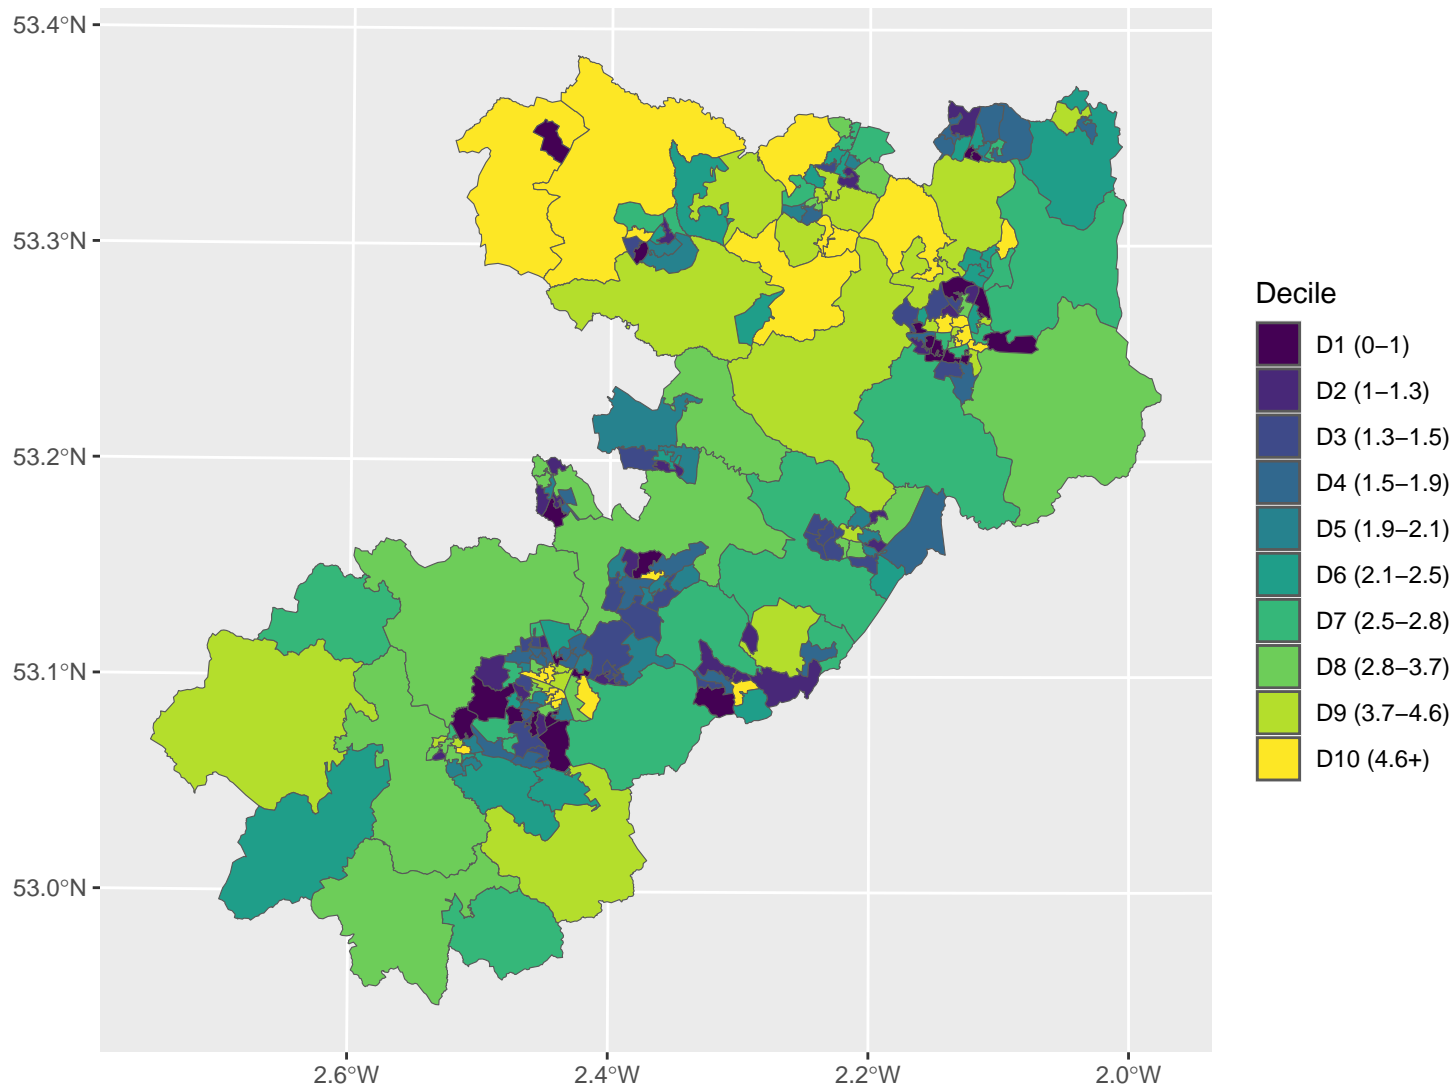 53.4°N
53.3°N
53.2°N
53.1°N
53.0°N
2.6°W
2.4°W
2.2°W
2.0°W
Decile
D1 (0–1)
D2 (1–1.3)
D3 (1.3–1.5)
D4 (1.5–1.9)
D5 (1.9–2.1)
D6 (2.1–2.5)
D7 (2.5–2.8)
D8 (2.8–3.7)
D9 (3.7–4.6)
D10 (4.6+)